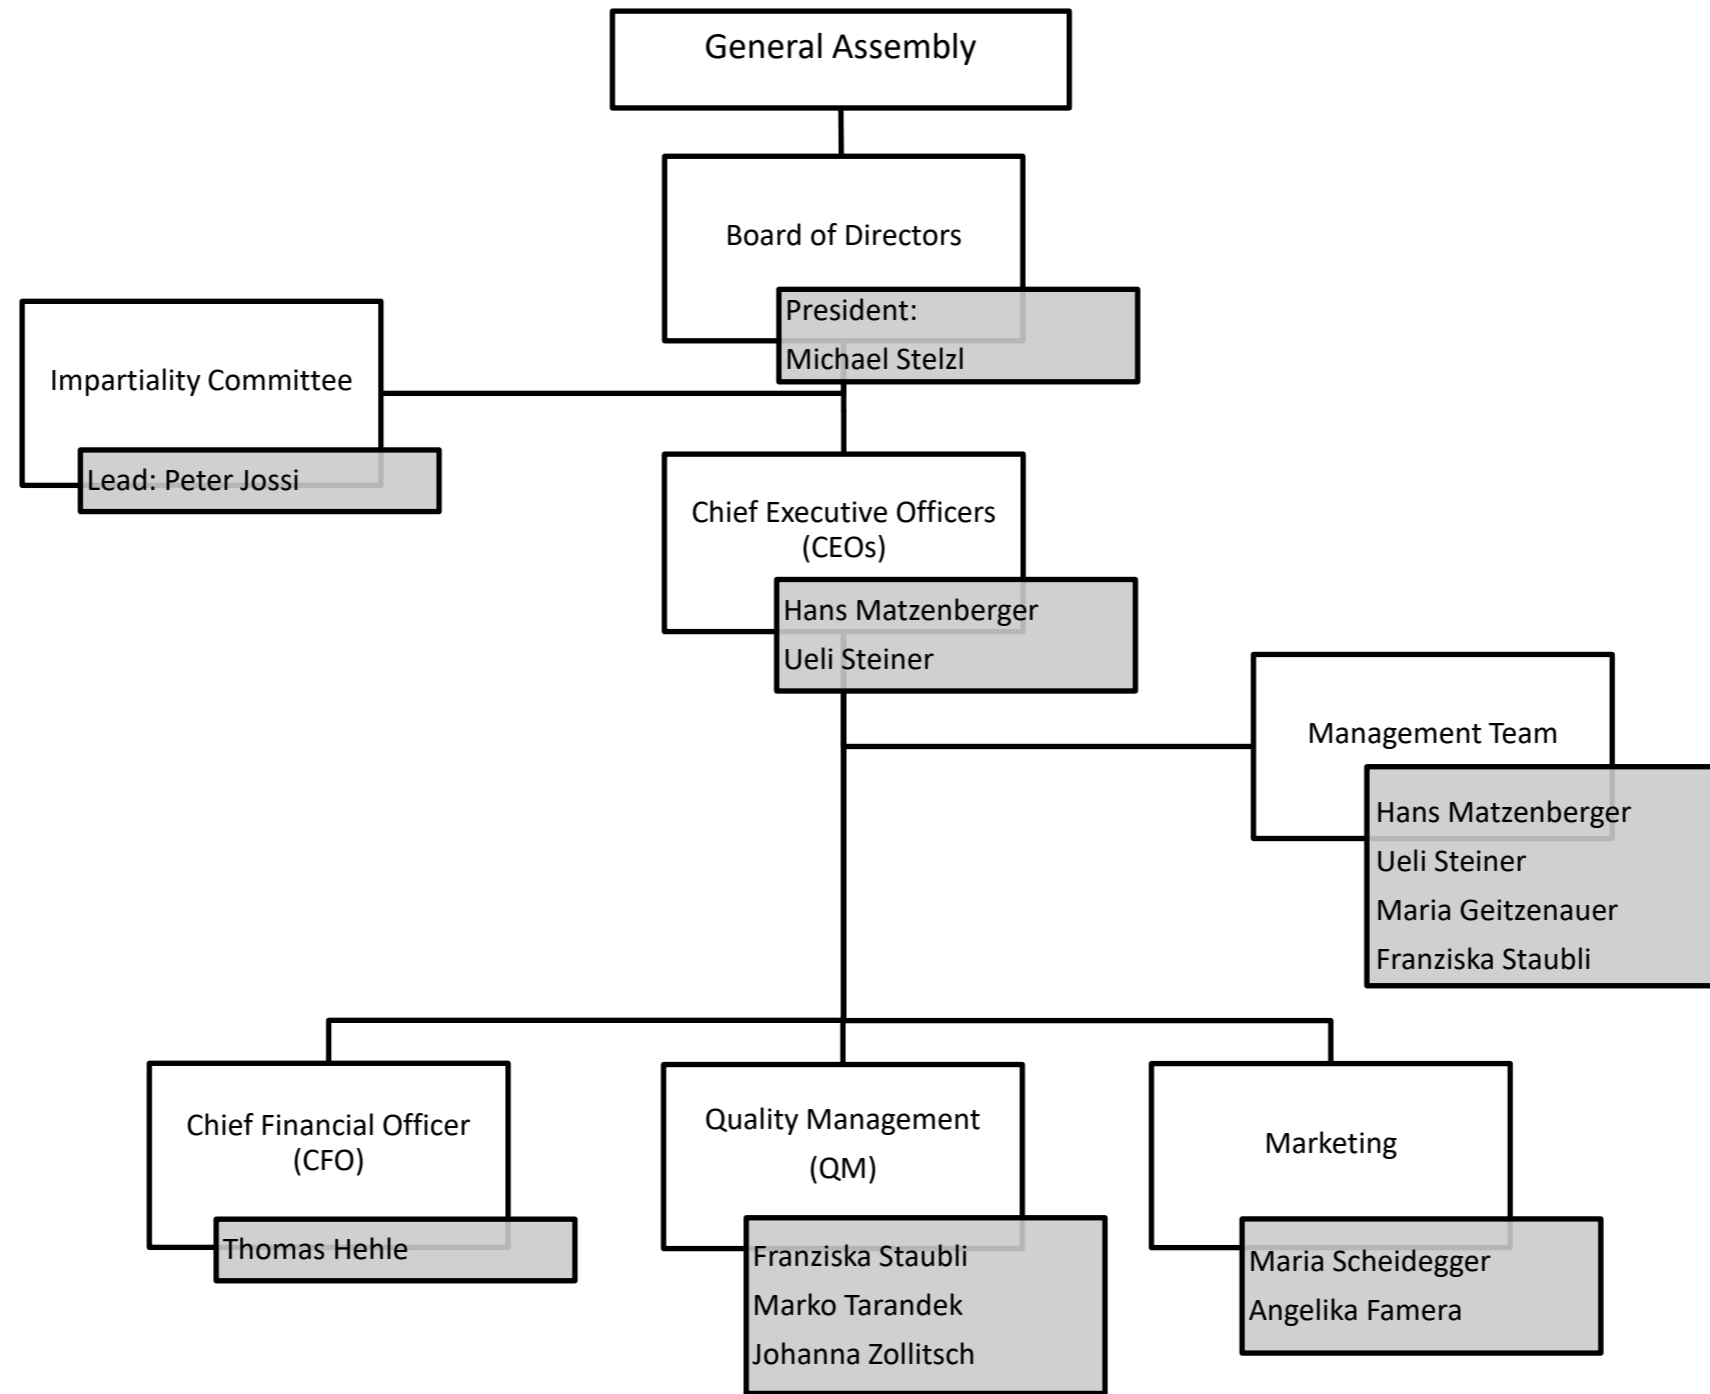 General Assembly
Board of Directors
President:
Michael Stelzl
Impartiality Committee
Lead: Peter Jossi
Chief Executive Officers
(CEOs)
Hans Matzenberger
Ueli Steiner
Management Team
Hans Matzenberger
Ueli Steiner
Maria Geitzenauer
Franziska Staubli
Chief Financial Officer
(CFO)
Thomas Hehle
Quality Management
(QM)
Franziska Staubli
Marko Tarandek
Johanna Zollitsch
Marketing
Maria Scheidegger
Angelika Famera